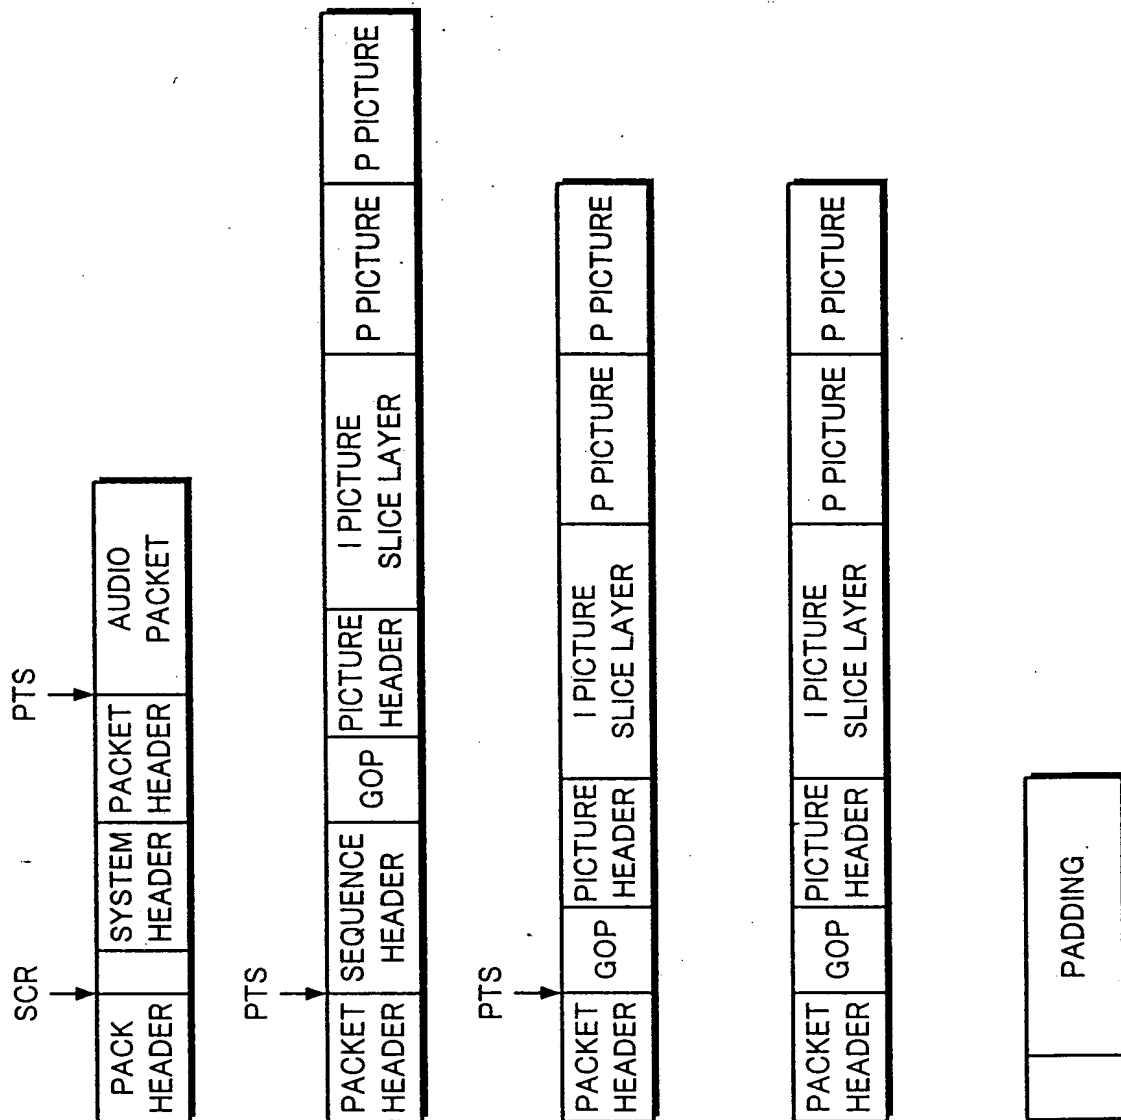 SCR
PTS
PACK
HEADER
SYSTEM
HEADER
PACKET
HEADER
AUDIO
PACKET
PTS
PACKET
HEADER
SEQUENCE
HEADER
GOP
PICTURE
HEADER
I PICTURE
SLICE LAYER
P PICTURE
P PICTURE
PTS
PACKET
HEADER
GOP
PICTURE
HEADER
I PICTURE
SLICE LAYER
P PICTURE
P PICTURE
PACKET
HEADER
GOP
PICTURE
HEADER
I PICTURE
SLICE LAYER
P PICTURE
P PICTURE
PADDING